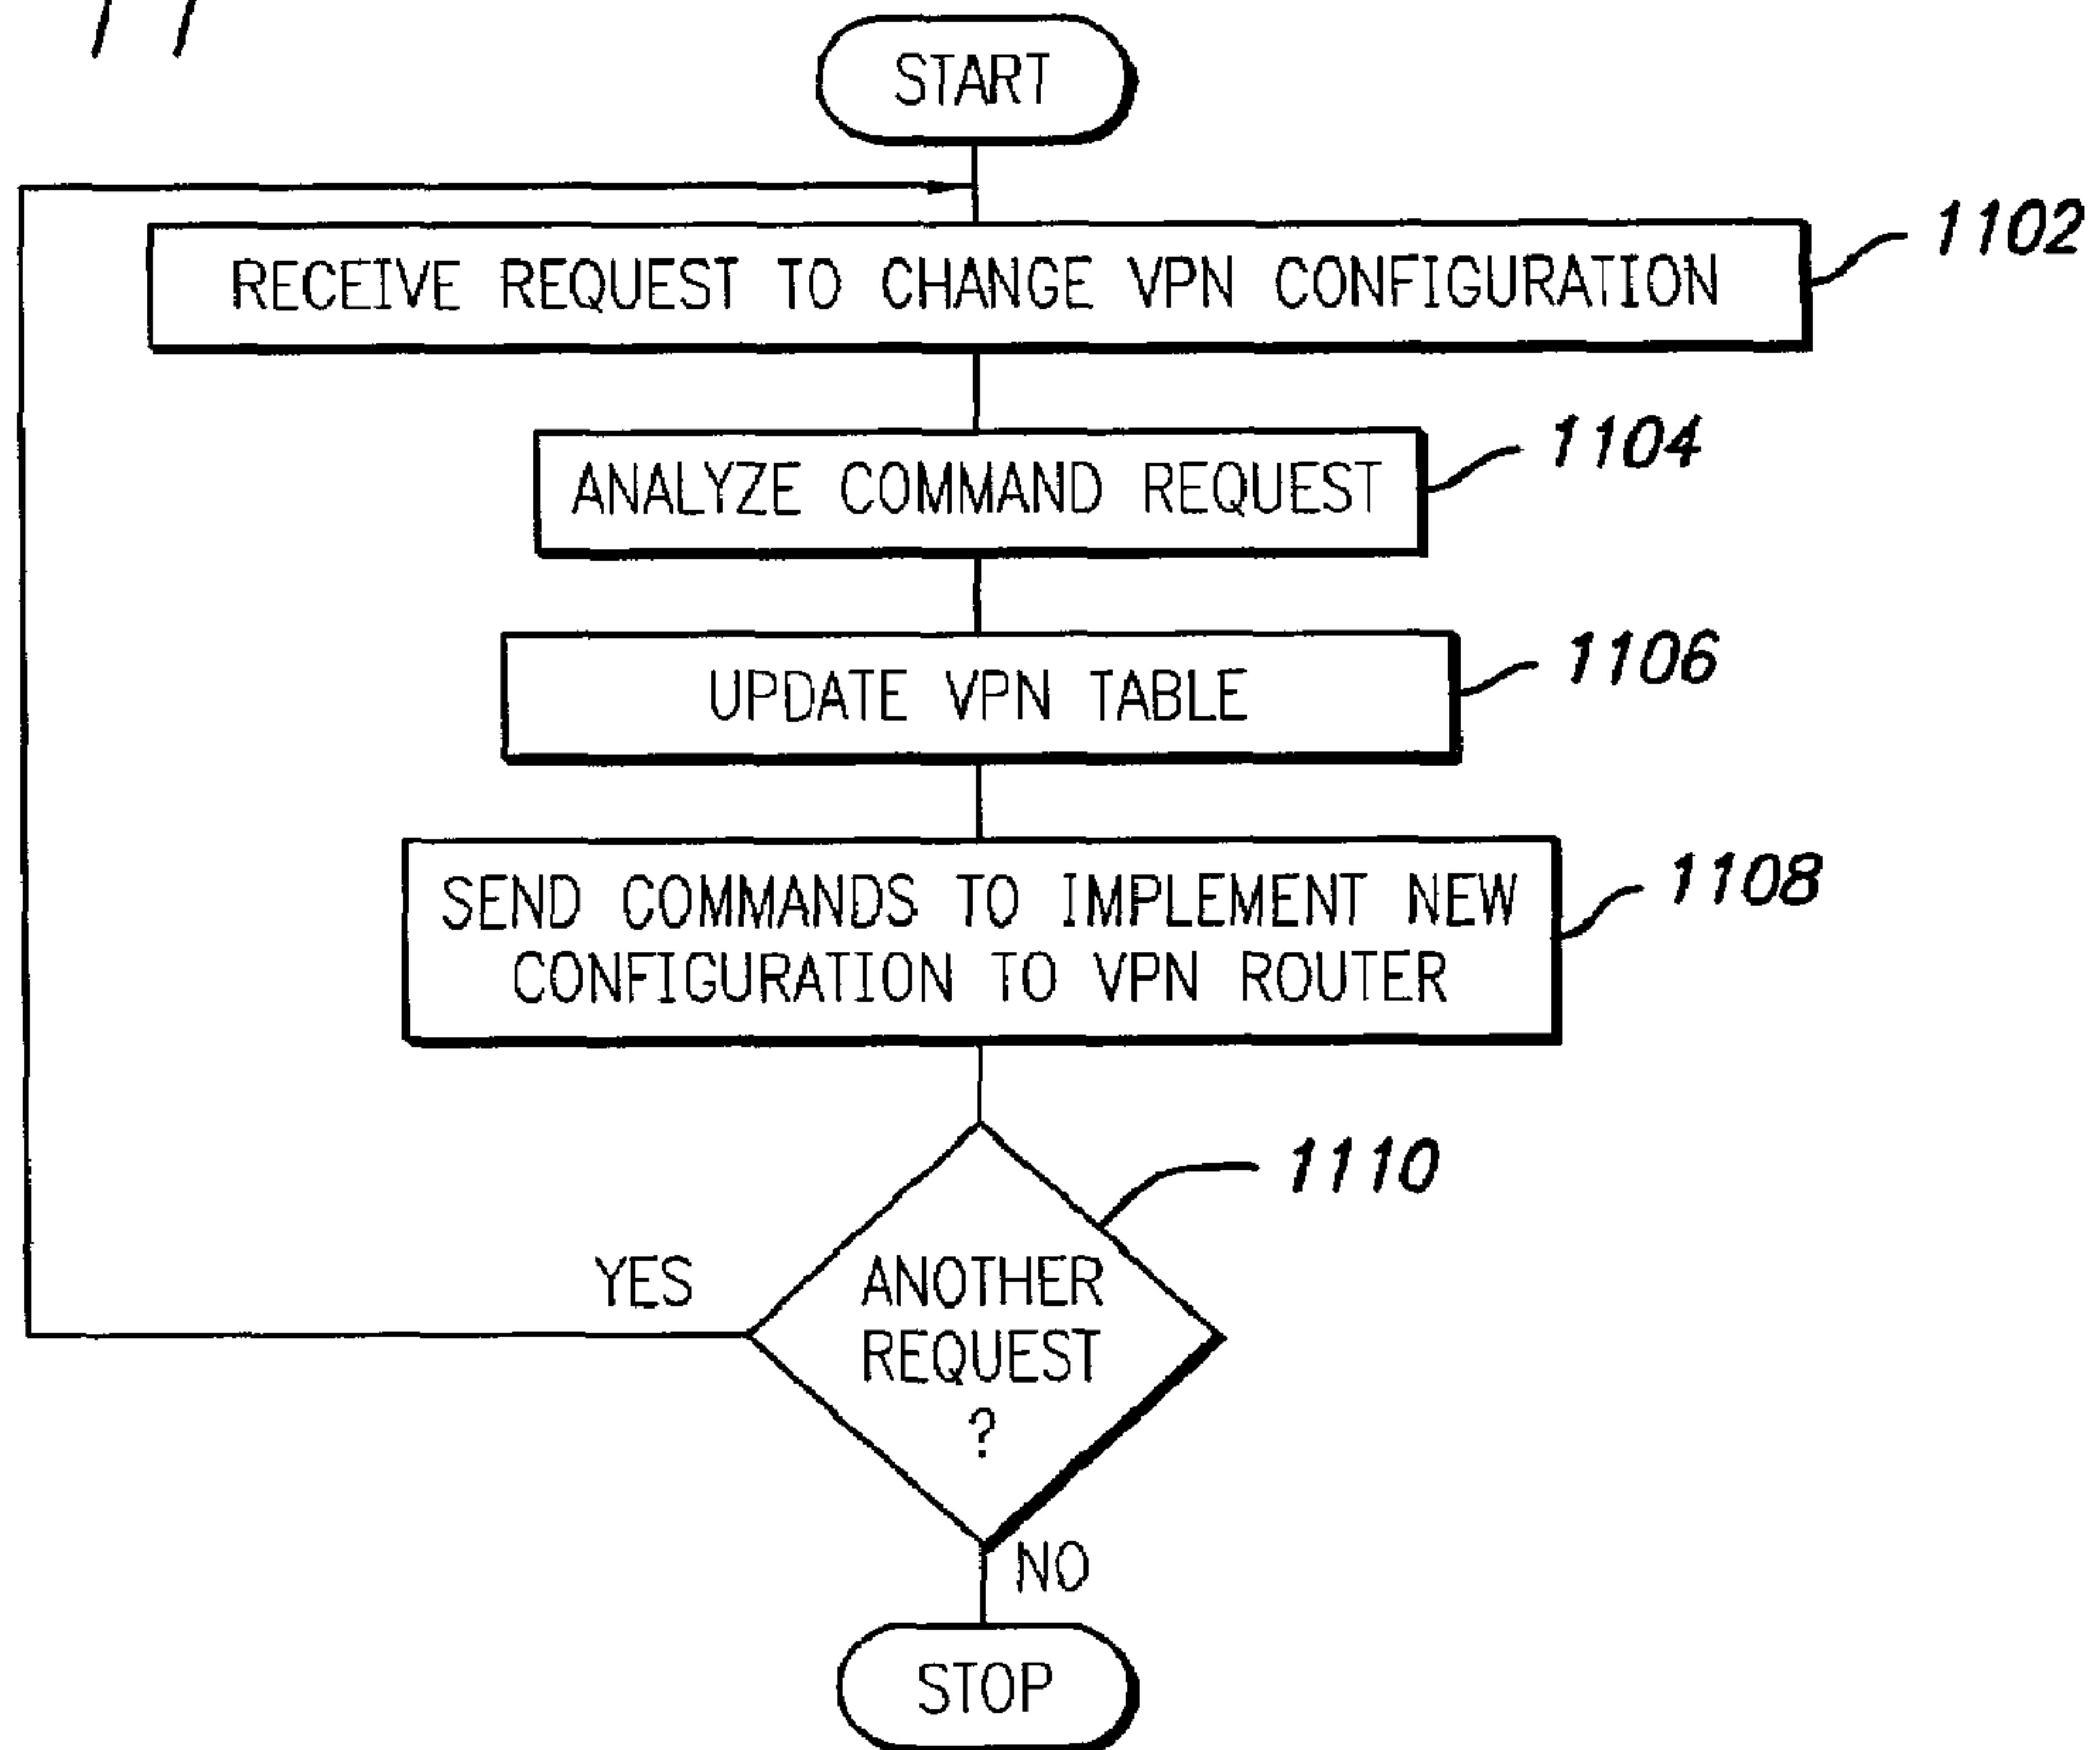 START
1102
RECEIVE REQUEST TO CHANGE VPN CONFIGURATION
1104
ANALYZE COMMAND REQUEST
1106
UPDATE VPN TABLE
1108
SEND COMMANDS TO IMPLEMENT NEW
CONFIGURATION TO VPN ROUTER
1110
YES
ANOTHER
REQUEST
?
NO
STOP